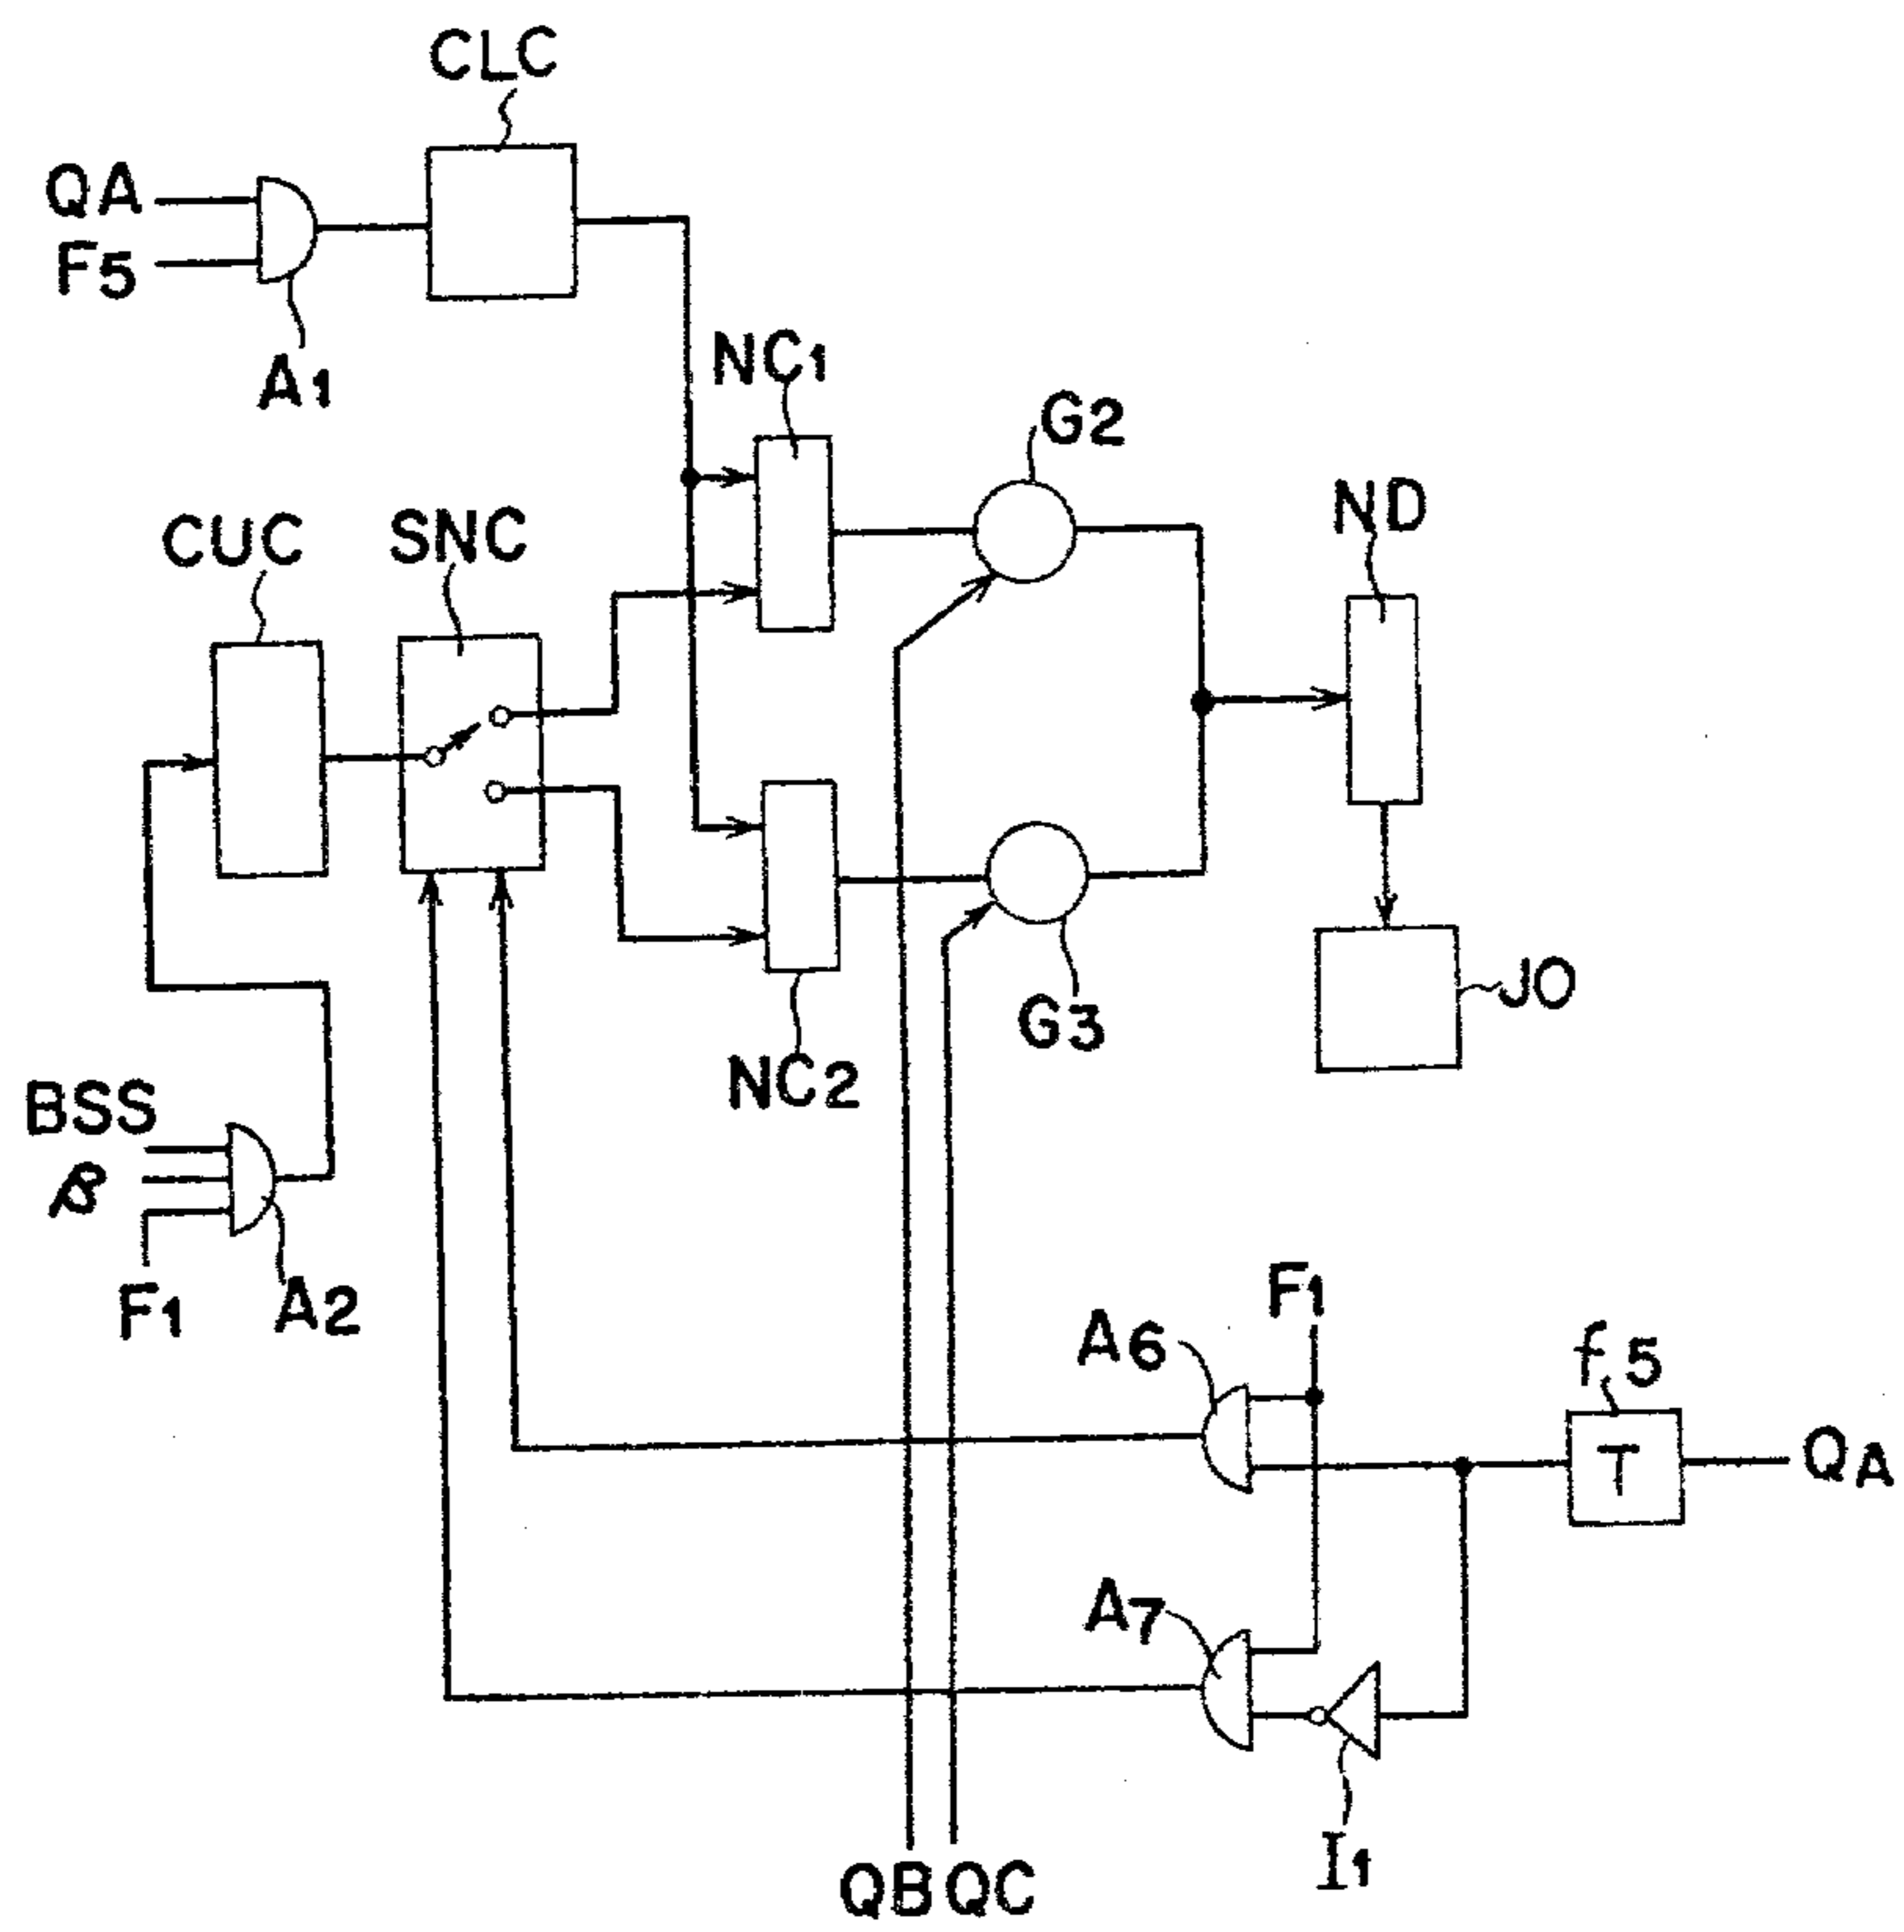 CLC
QA
F5
A1
NC1
G2
ND
CUC
SNC
JO
G3
NC2
BSS
β
F1
A2
F1
A6
f5
T
QA
A7
I1
QB QC